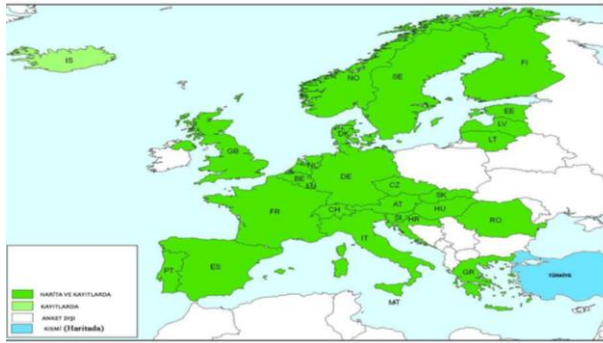 IS
NO
SE
FI
EE
LV
LT
DK
GB
NL
BE
LU
DE
CZ
SK
FR
CH
AT
HU
SI
HR
RO
IT
PT
ES
GR
TÜRKİYE
MT
HARİTA VE KAYITLARDA
KAYITLARDA
ANKET DIŞI
KISMİ (Haritada)